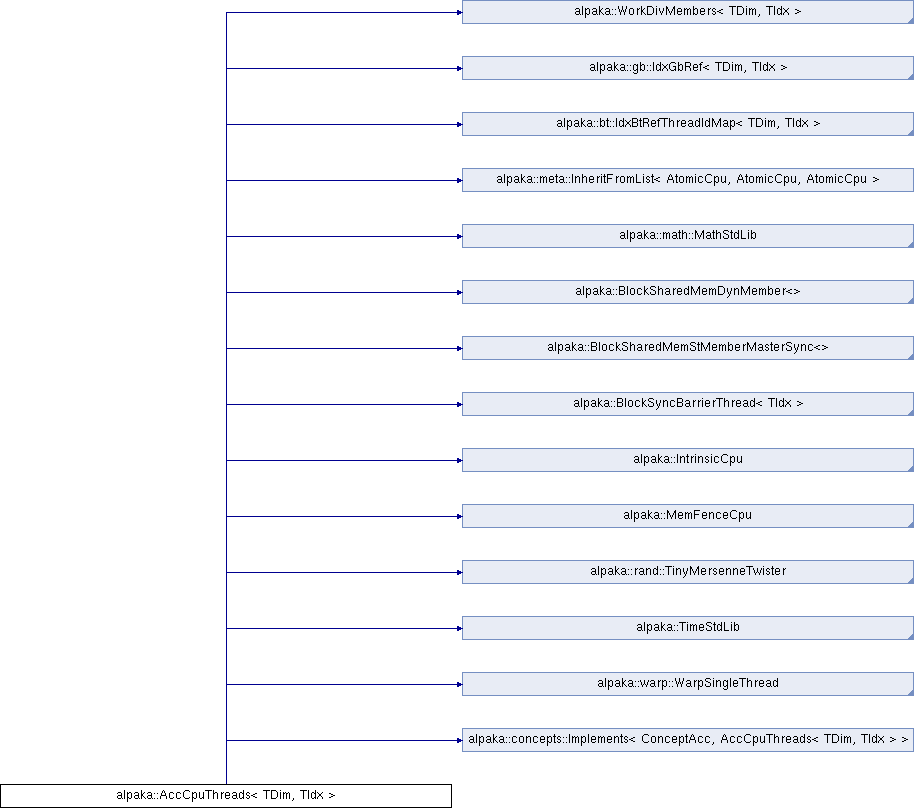 alpaka::WorkDivMembers< TDim, TIdx >
alpaka::gb::IdxGbRef< TDim, TIdx >
alpaka::bt::IdxBtRefThreadIdMap< TDim, TIdx >
alpaka::meta::InheritFromList< AtomicCpu, AtomicCpu, AtomicCpu >
alpaka::math::MathStdLib
alpaka::BlockSharedMemDynMember<>
alpaka::BlockSharedMemStMemberMasterSync<>
alpaka::BlockSyncBarrierThread< TIdx >
alpaka::IntrinsicCpu
alpaka::MemFenceCpu
alpaka::rand::TinyMersenneTwister
alpaka::TimeStdLib
alpaka::warp::WarpSingleThread
alpaka::concepts::Implements< ConceptAcc, AccCpuThreads< TDim, TIdx > >
alpaka::AccCpuThreads< TDim, TIdx >